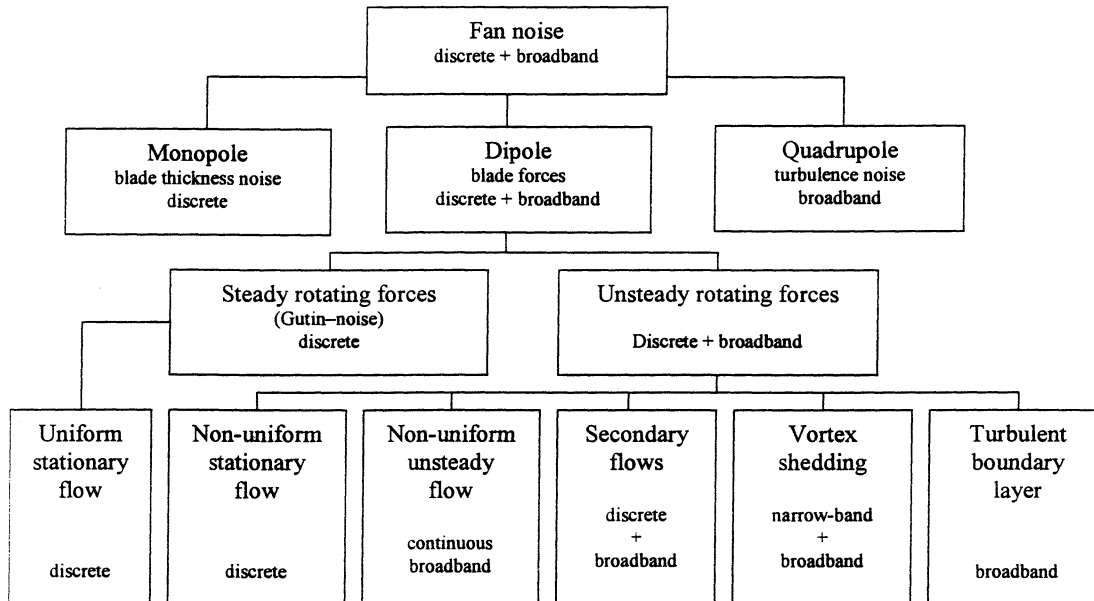 Fan noise
discrete + broadband
Monopole
blade thickness noise
discrete
Dipole
blade forces
discrete + broadband
Quadrupole
turbulence noise
broadband
Steady rotating forces
(Gutin–noise)
discrete
Unsteady rotating forces
Discrete + broadband
Uniform
stationary
flow
discrete
Non-uniform
stationary
flow
discrete
Non-uniform
unsteady
flow
continuous
broadband
Secondary
flows
discrete
+
broadband
Vortex
shedding
narrow-band
+
broadband
Turbulent
boundary
layer
broadband